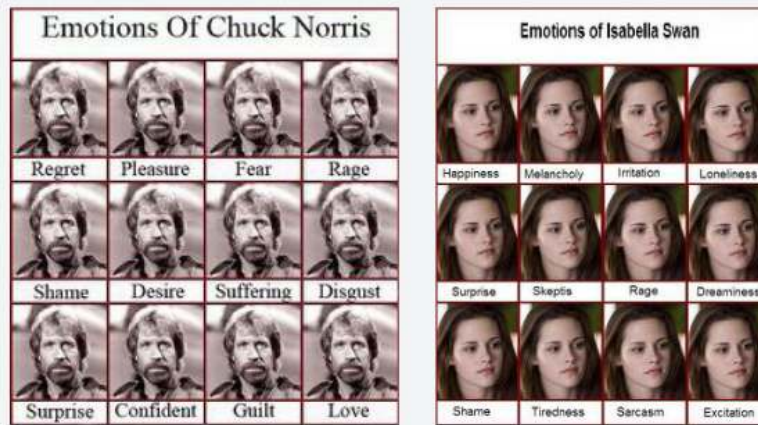 Emotions Of Chuck Norris
Regret Pleasure Fear Rage
Shame Desire Suffering Disgust
Surprise Confident Guilt Love
Emotions of Isabella Swan
Happiness Melancholy Irritation Loneliness
Surprise Skeptis Rage Dreaminess
Shame Tiredness Sarcasm Excitation